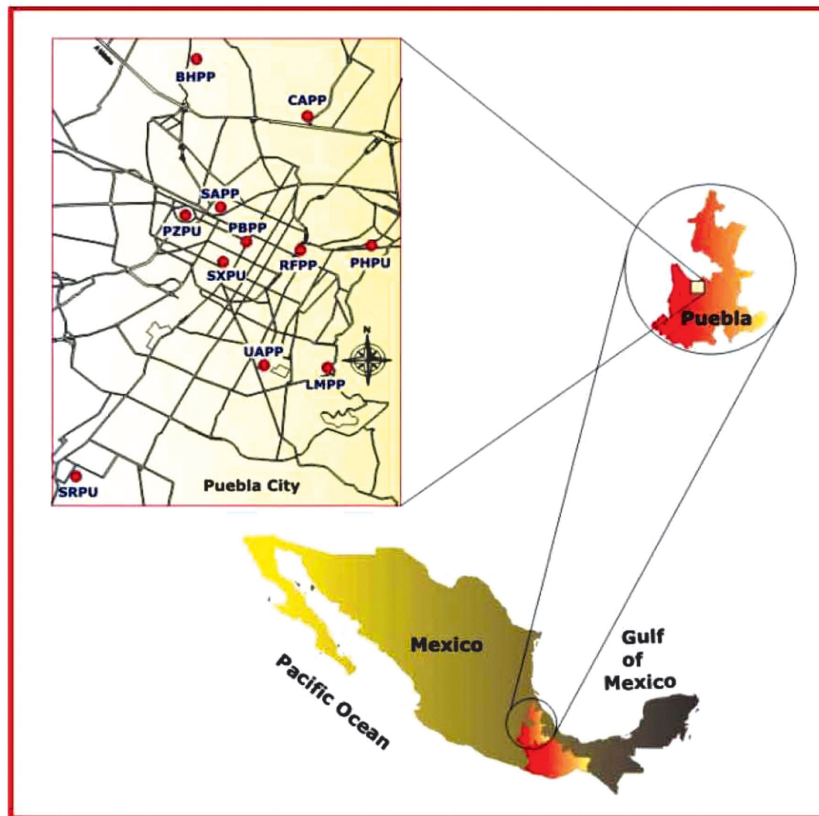 A México
BHPP
CAPP
SAPP
PZPU
PBPP
SXPU
RFPP
PHPU
N
UAPP
LMPP
SRPU
Puebla City
Puebla
Mexico
Gulf
of
Mexico
Pacific Ocean